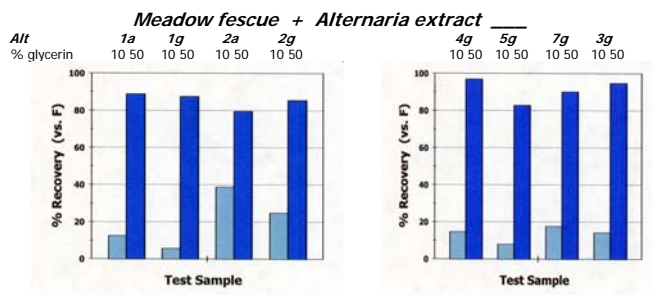 Meadow fescue + Alternaria extract ____
Alt 1a 1g 2a 2g 4g 5g 7g 3g
% glycerin 10 50 10 50 10 50 10 50 10 50 10 50 10 50 10 50
% Recovery (vs. F)
100
80
60
40
20
0
Test Sample
% Recovery (vs. F)
100
80
60
40
20
0
Test Sample